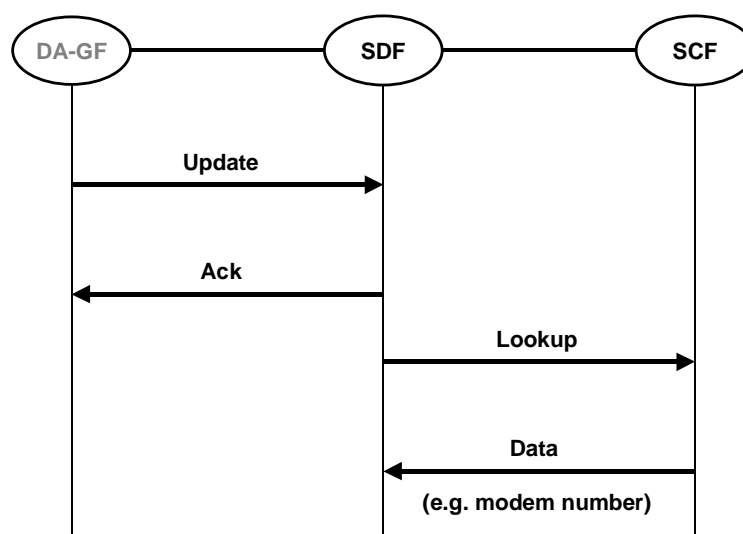 DA-GF
SDF
SCF
Update
Ack
Lookup
Data
(e.g. modem number)